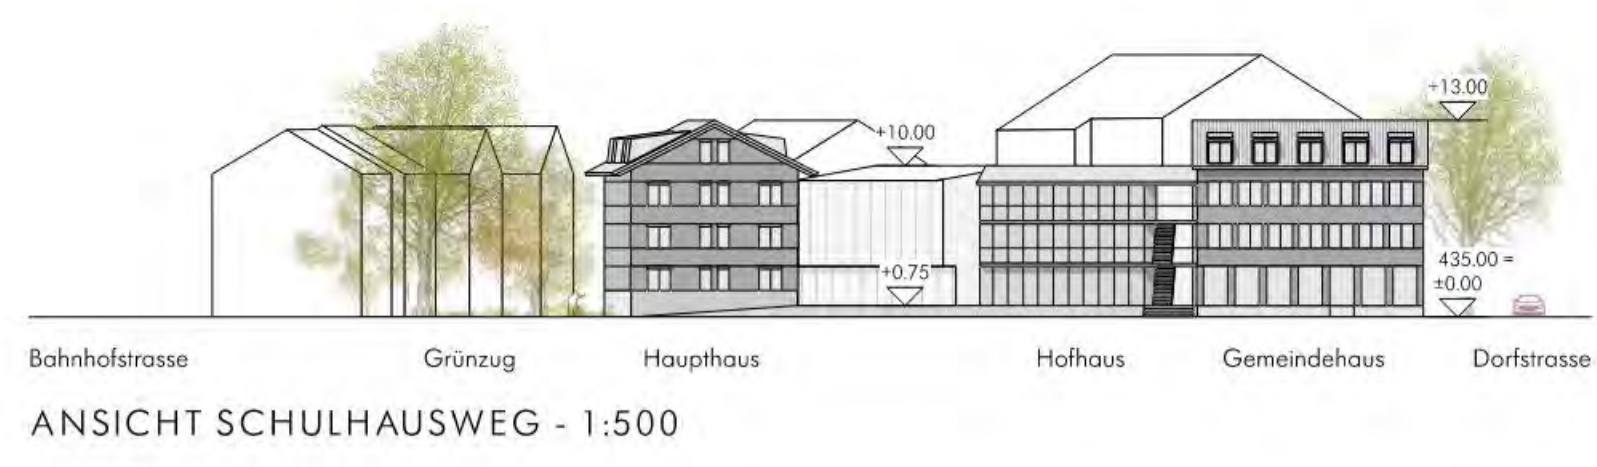 +13.00
+10.00
+0.75
435.00 =
±0.00
Bahnhofstrasse
Grünzug
Haupthaus
Hofhaus
Gemeindehaus
Dorfstrasse
ANSICHT SCHULHAUSWEG - 1:500